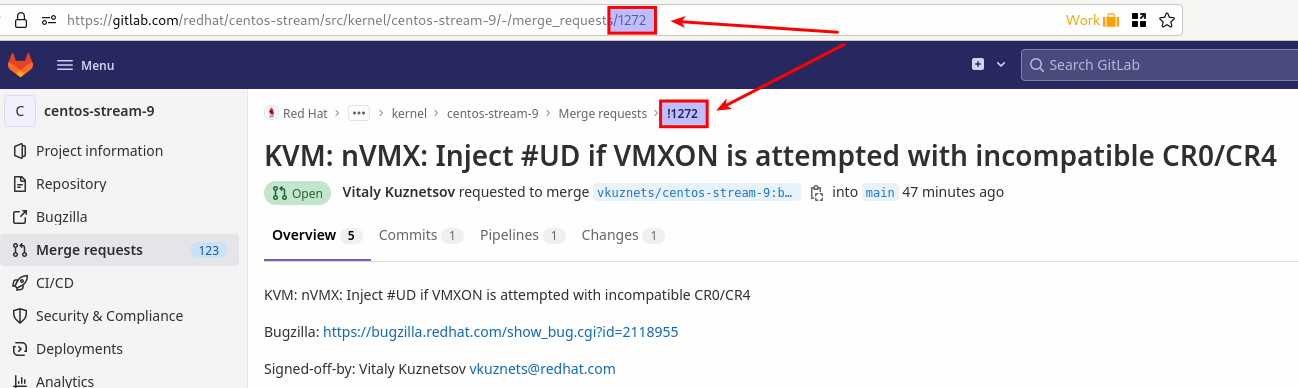 https://gitlab.com/redhat/centos-stream/src/kernel/centos-stream-9/-/merge_requests/1272
Work
Menu
Search GitLab
C centos-stream-9
Red Hat > ••• > kernel > centos-stream-9 > Merge requests > !1272
Project information
KVM: nVMX: Inject #UD if VMXON is attempted with incompatible CR0/CR4
Repository
Open Vitaly Kuznetsov requested to merge vkuznets/centos-stream-9:b… into main 47 minutes ago
Bugzilla
Overview 5 Commits 1 Pipelines 1 Changes 1
Merge requests 123
CI/CD
KVM: nVMX: Inject #UD if VMXON is attempted with incompatible CR0/CR4
Security & Compliance
Bugzilla: https://bugzilla.redhat.com/show_bug.cgi?id=2118955
Deployments
Signed-off-by: Vitaly Kuznetsov vkuznets@redhat.com
Analytics